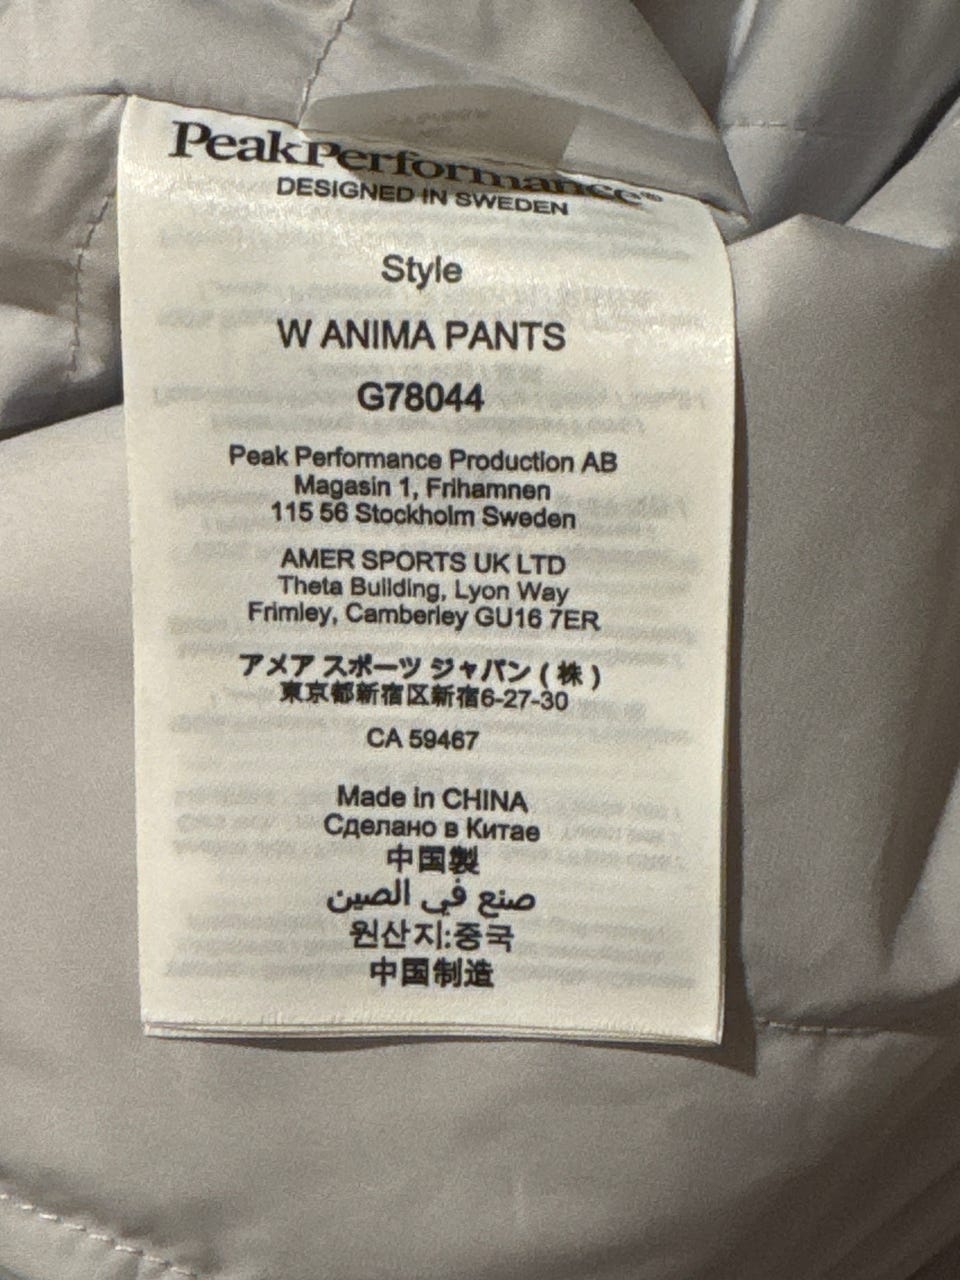 PeakPerformance®
DESIGNED IN SWEDEN
Style
W ANIMA PANTS
G78044
Peak Performance Production AB
Magasin 1, Frihamnen
115 56 Stockholm Sweden
AMER SPORTS UK LTD
Theta Building, Lyon Way
Frimley, Camberley GU16 7ER
アメア スポーツ ジャパン ( 株 )
東京都新宿区新宿6-27-30
CA 59467
Made in CHINA
Сделано в Китае
中国製
صنع في الصين
원산지:중국
中国制造